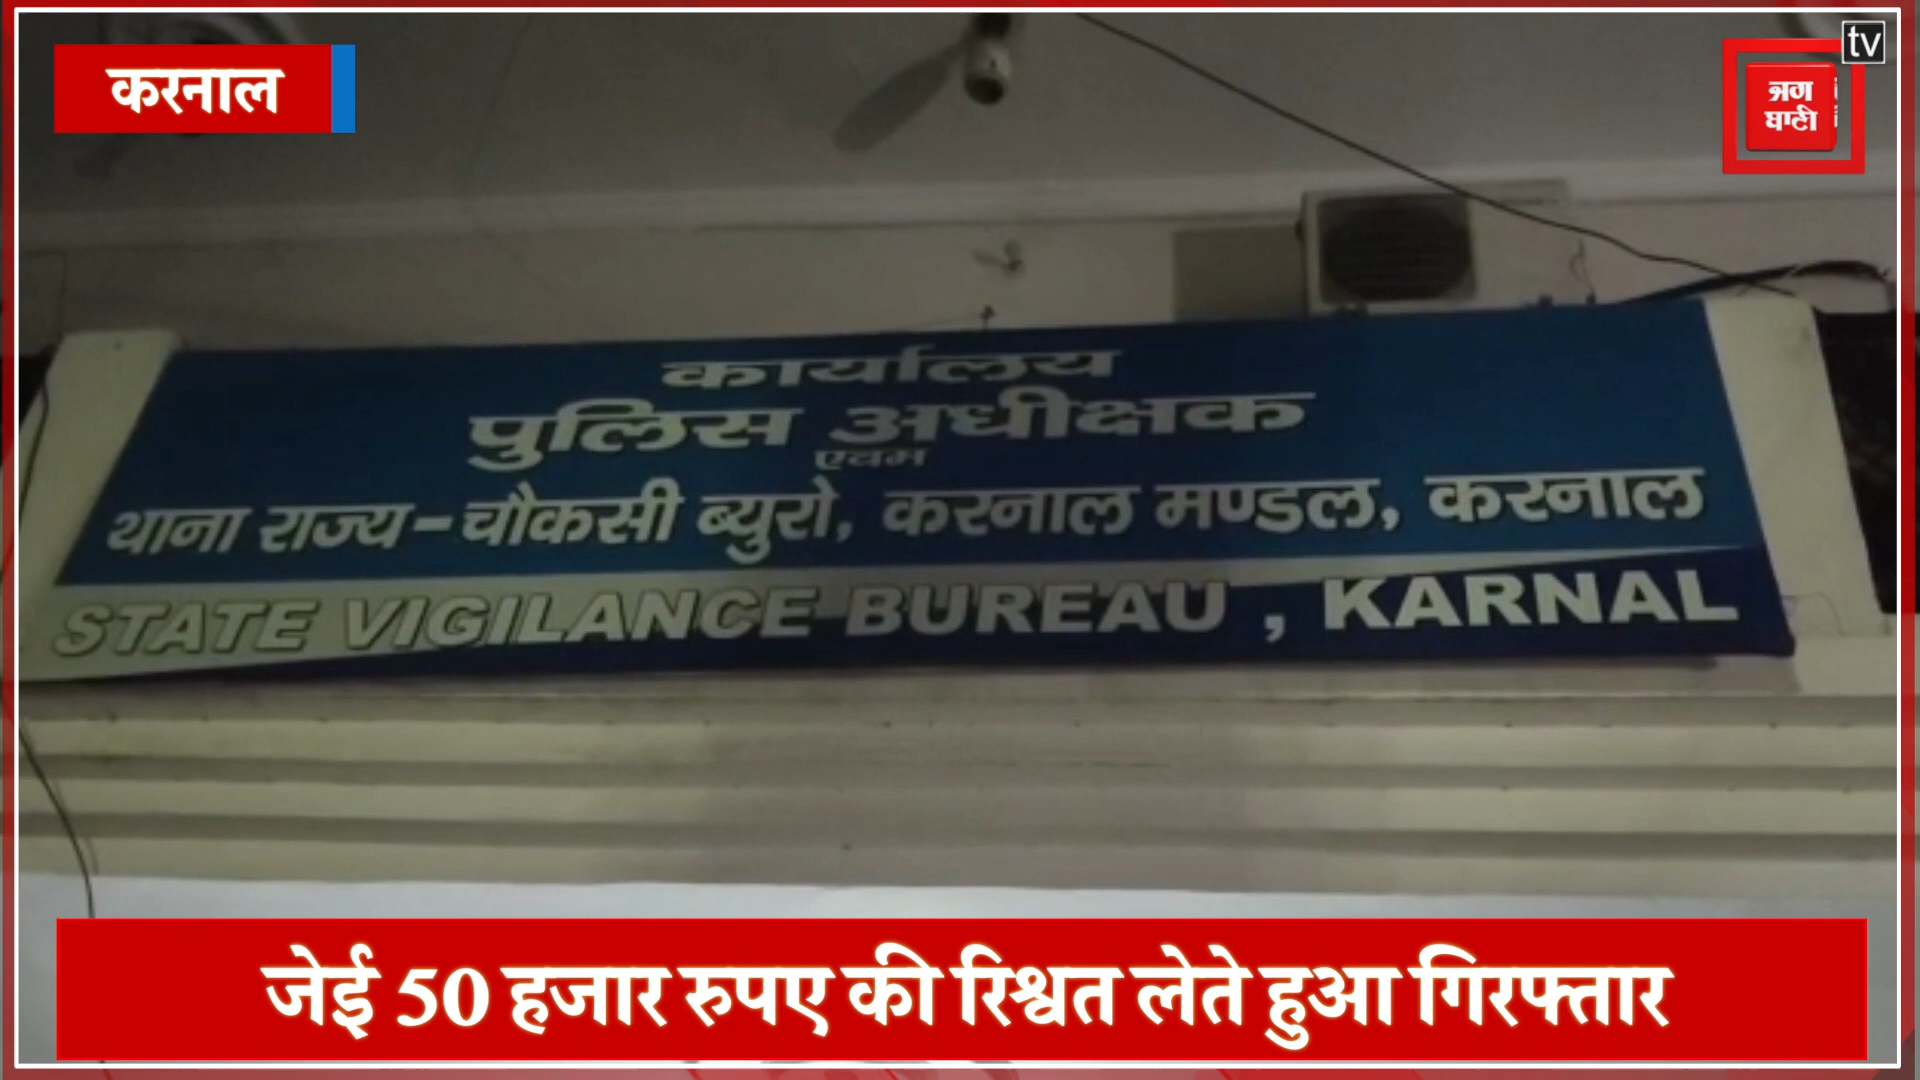 करनाल
tv
कार्यालय
पुलिस अधीक्षक
एवम
थाना राज्य-चौकसी ब्युरो, करनाल मण्डल, करनाल
STATE VIGILANCE BUREAU , KARNAL
जेई 50 हजार रुपए की रिश्वत लेते हुआ गिरफ्तार